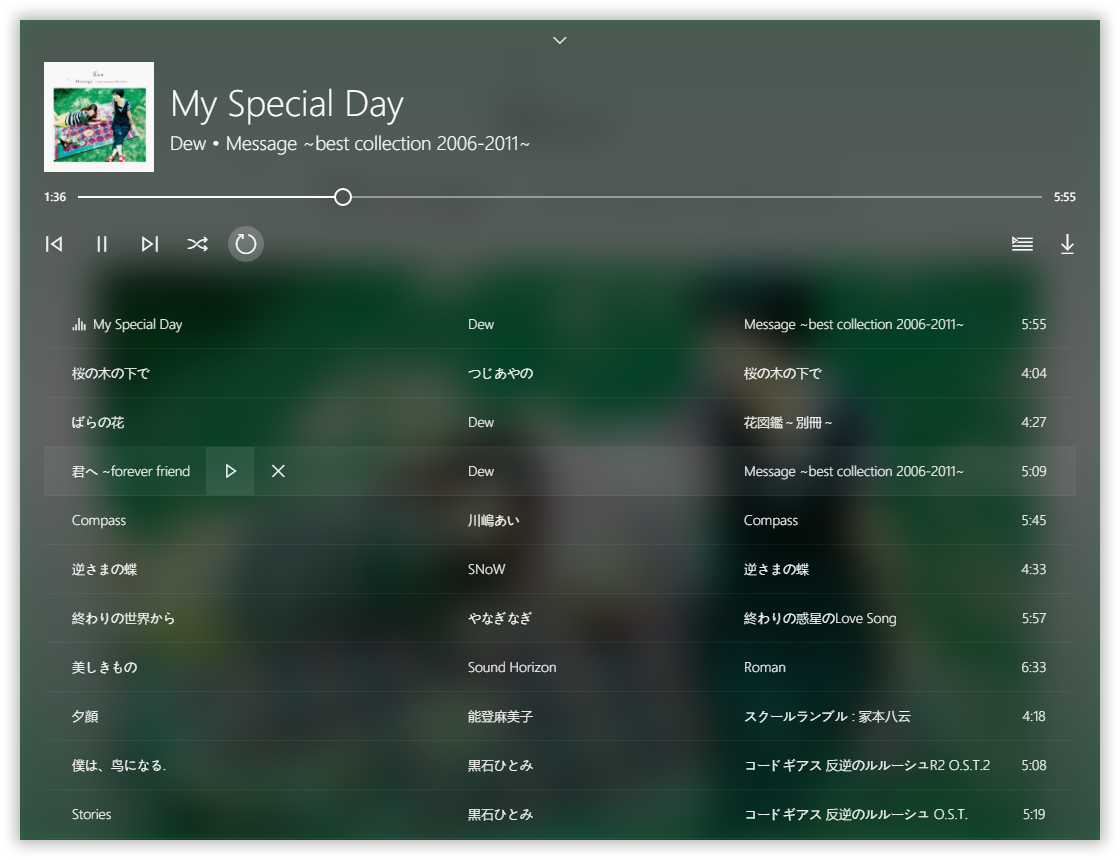 My Special Day
Dew • Message ~best collection 2006-2011~
1:36 5:55
My Special Day Dew Message ~best collection 2006-2011~ 5:55
桜の木の下で つじあやの 桜の木の下で 4:04
ばらの花 Dew 花図鑑 ~ 別冊 ~ 4:27
君へ ~forever friend Dew Message ~best collection 2006-2011~ 5:09
Compass 川嶋あい Compass 5:45
逆さまの蝶 SNoW 逆さまの蝶 4:33
終わりの世界から やなぎなぎ 終わりの惑星のLove Song 5:57
美しきもの Sound Horizon Roman 6:33
夕顔 能登麻美子 スクールランブル : 冢本八云 4:18
僕は、鸟になる. 黒石ひとみ コードギアス 反逆のルルーシュR2 O.S.T.2 5:08
Stories 黒石ひとみ コードギアス 反逆のルルーシュ O.S.T. 5:19